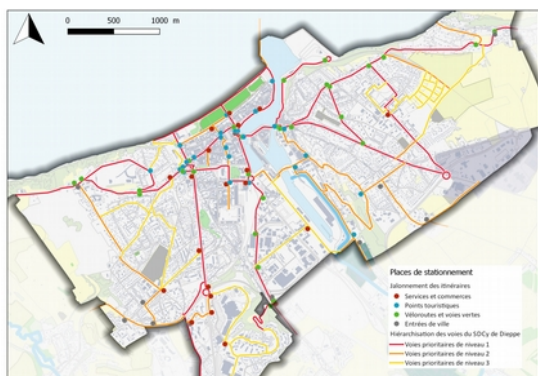 0 500 1000 m
Places de stationnement
Jalonnement des itinéraires
Services et commerces
Points touristiques
Véloroutes et voies vertes
Entrées de ville
Hiérarchisation des voies du SDCy de Dieppe
Voies prioritaires de niveau 1
Voies prioritaires de niveau 2
Voies prioritaires de niveau 3